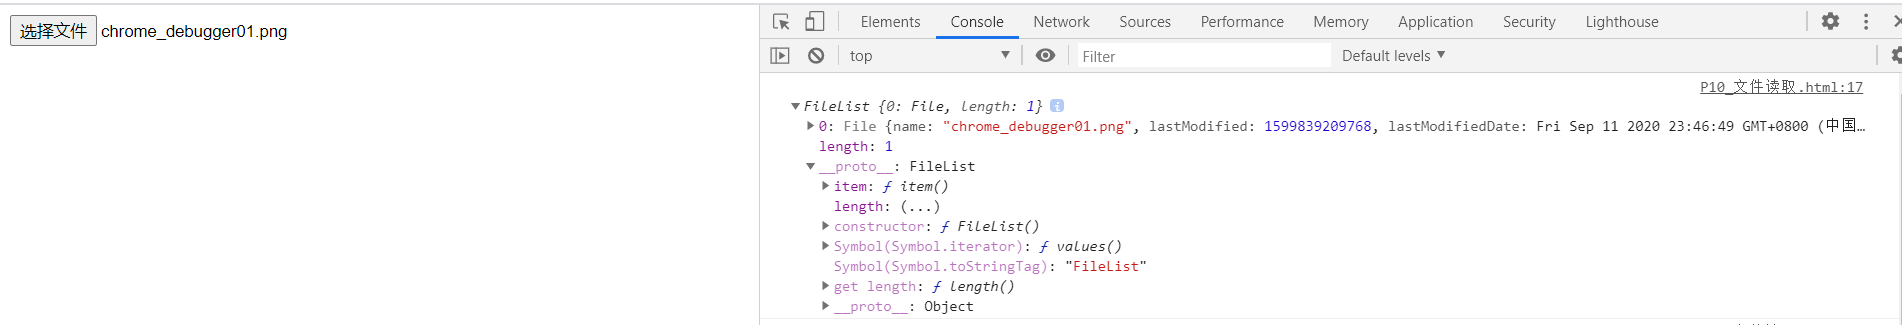 选择文件 chrome_debugger01.png
Elements Console Network Sources Performance Memory Application Security Lighthouse
top Filter Default levels
P10_文件读取.html:17
FileList {0: File, length: 1}
0: File {name: "chrome_debugger01.png", lastModified: 1599839209768, lastModifiedDate: Fri Sep 11 2020 23:46:49 GMT+0800 (中国…
length: 1
__proto__: FileList
item: ƒ item()
length: (...)
constructor: ƒ FileList()
Symbol(Symbol.iterator): ƒ values()
Symbol(Symbol.toStringTag): "FileList"
get length: ƒ length()
__proto__: Object